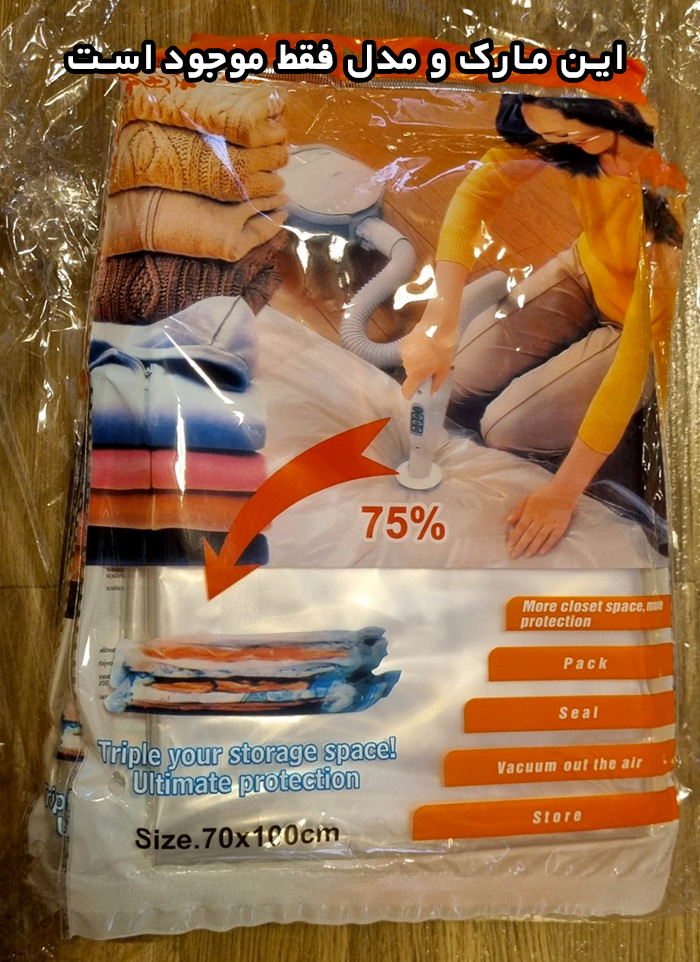 این مارک و مدل فقط موجود است
75%
More closet space, more
protection
Pack
Seal
Vacuum out the air
Store
Triple your storage space!
Ultimate protection
Size.70x100cm